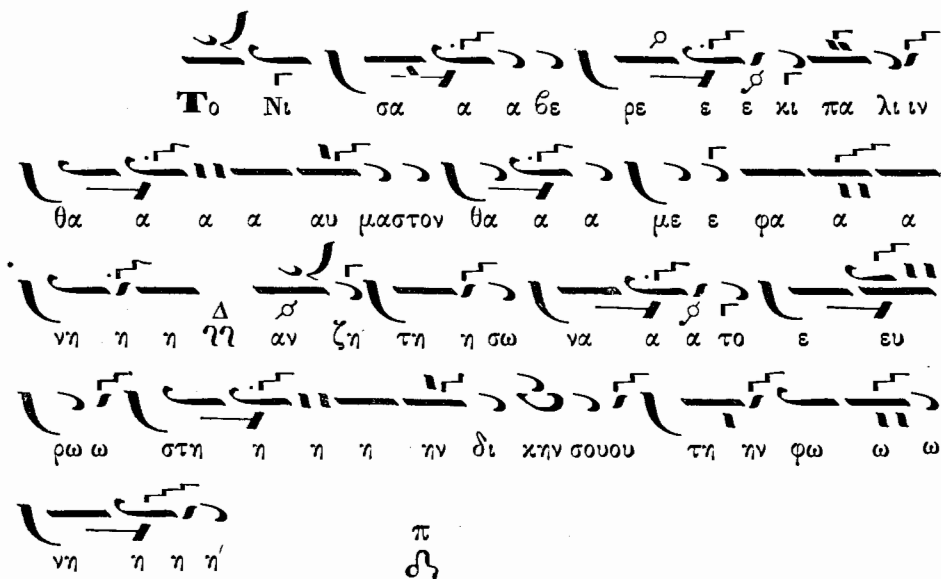 Το Νι σα α α βε ρε ε ε κι πα λι ιν
θα α α α αυ μαστον θα α α με ε φα α α
νη η η αν ζη τη η σω να α α το ε ευ
ρω ω στη η η η ην δι κην σουου τη ην φω ω ω
νη η η η'
π